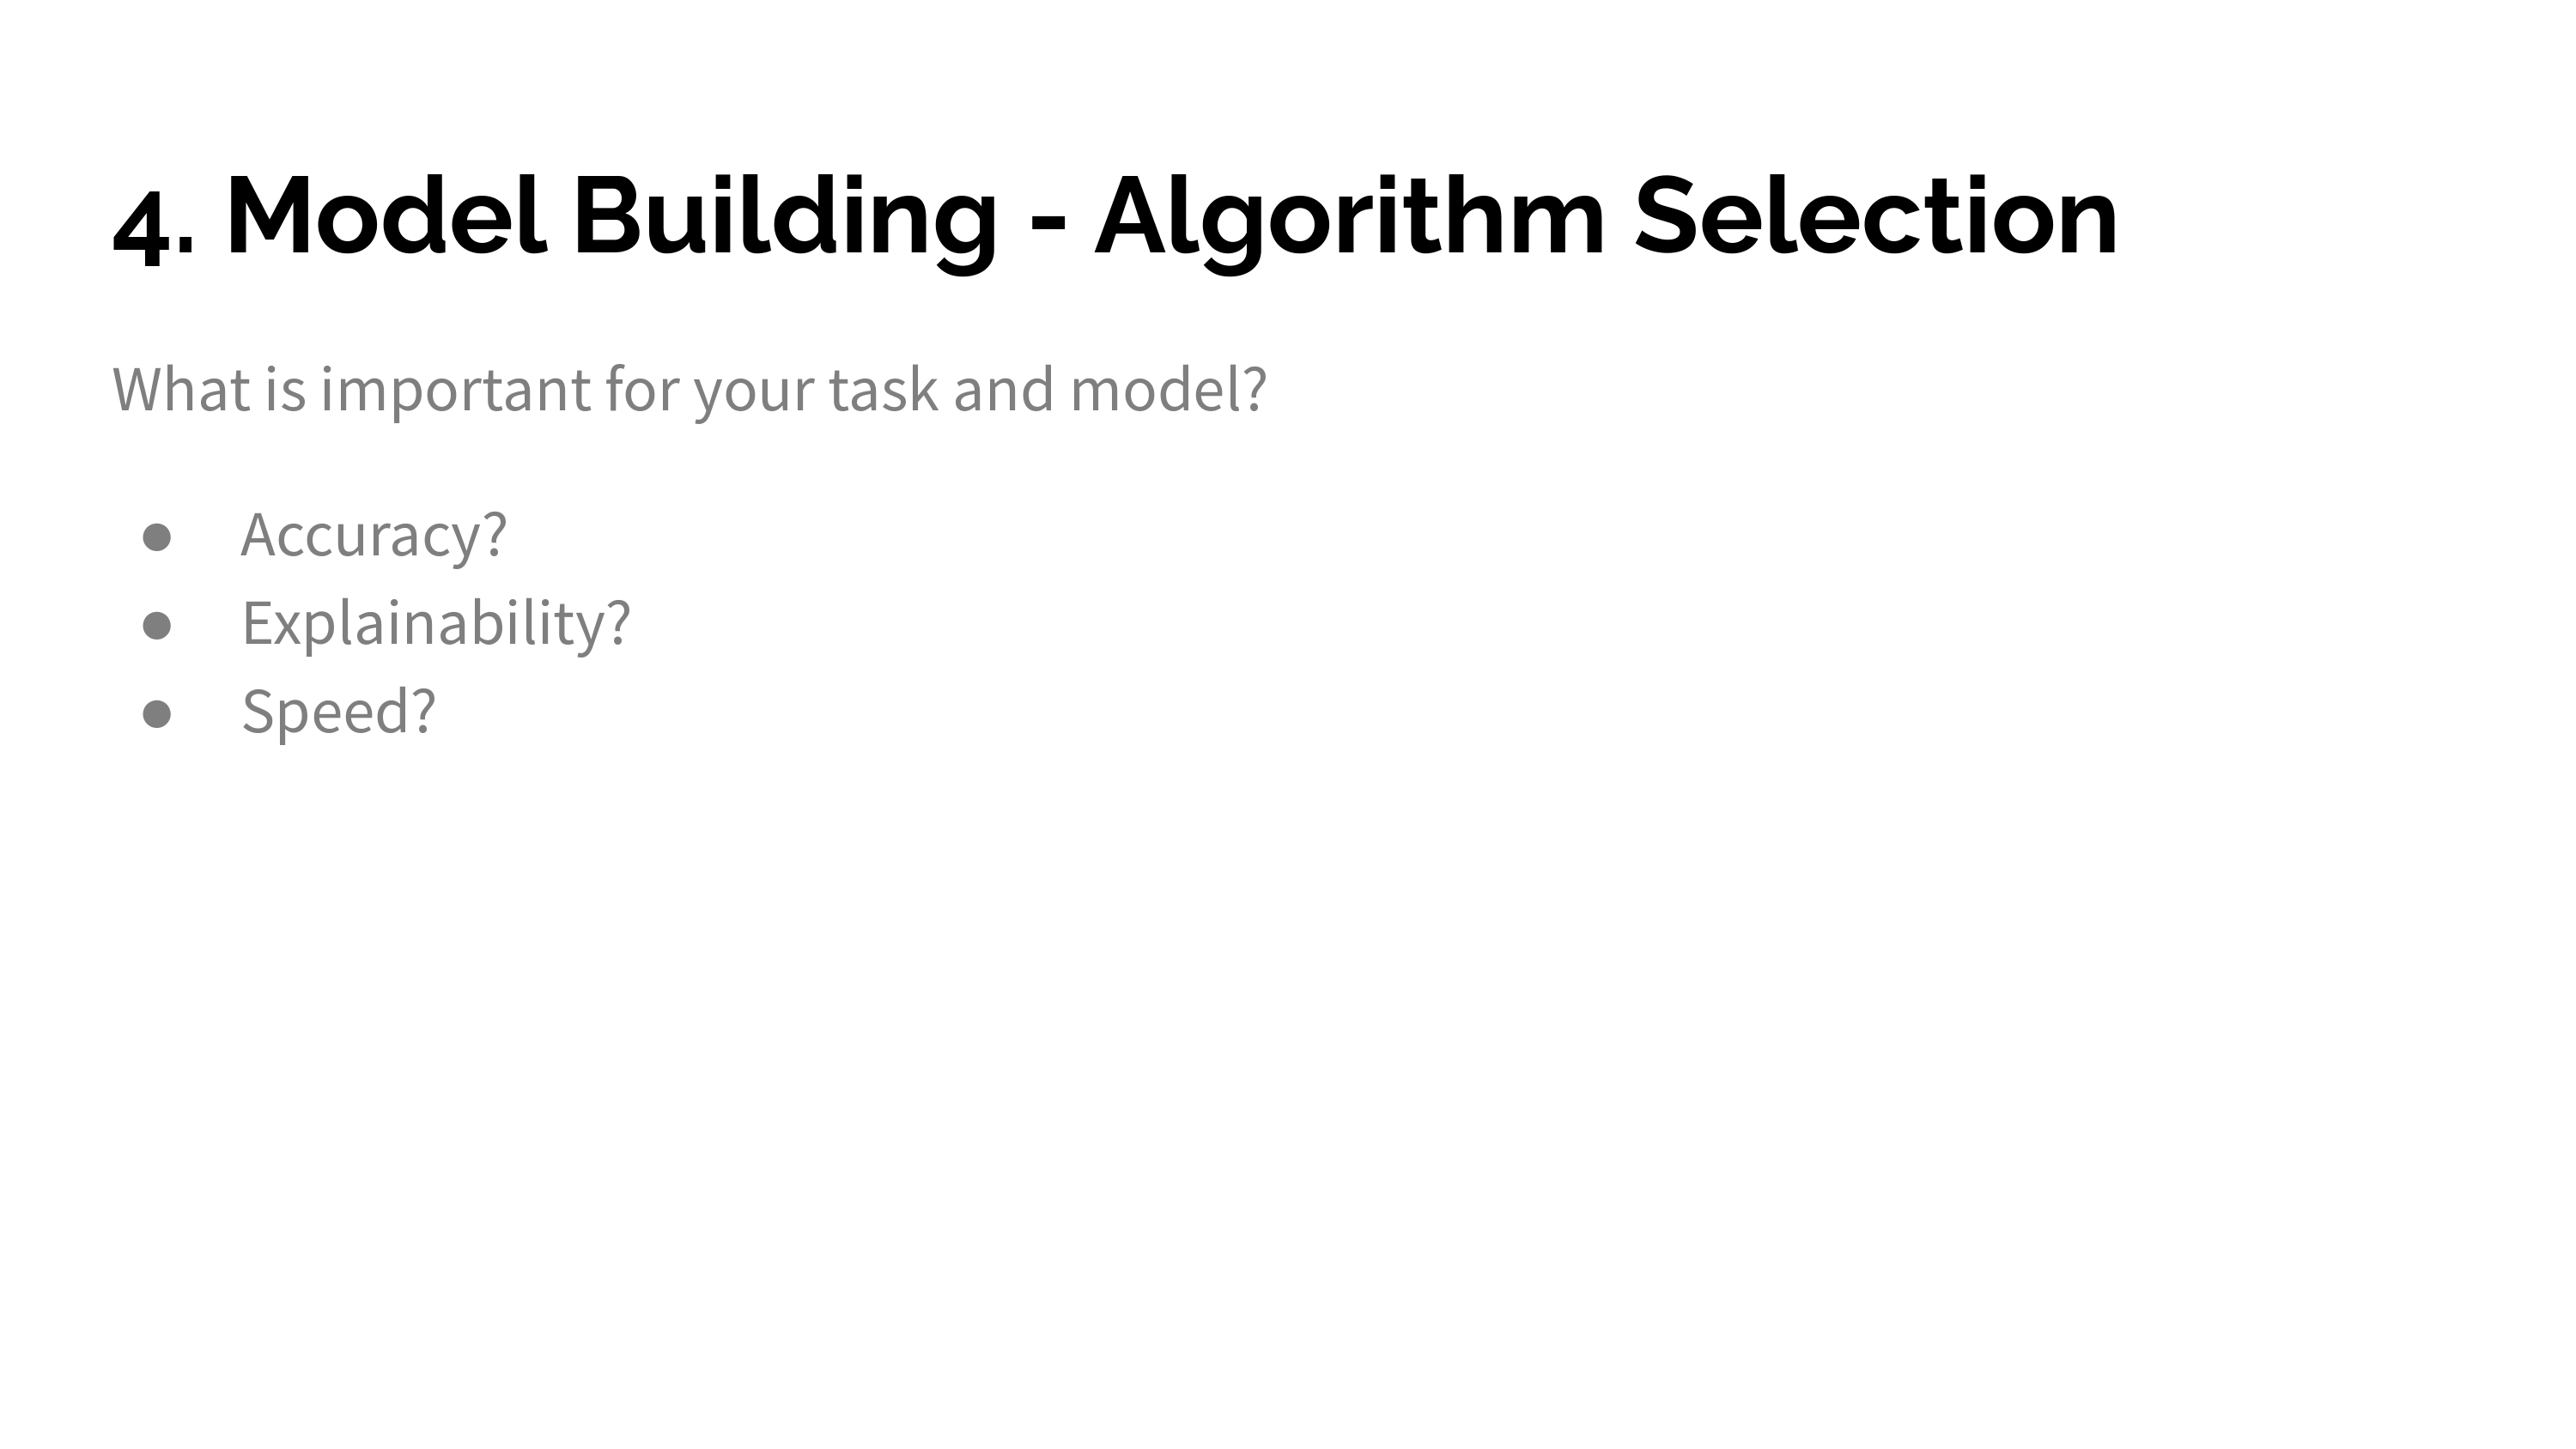 4. Model Building - Algorithm Selection
What is important for your task and model?
● Accuracy?
● Explainability?
● Speed?